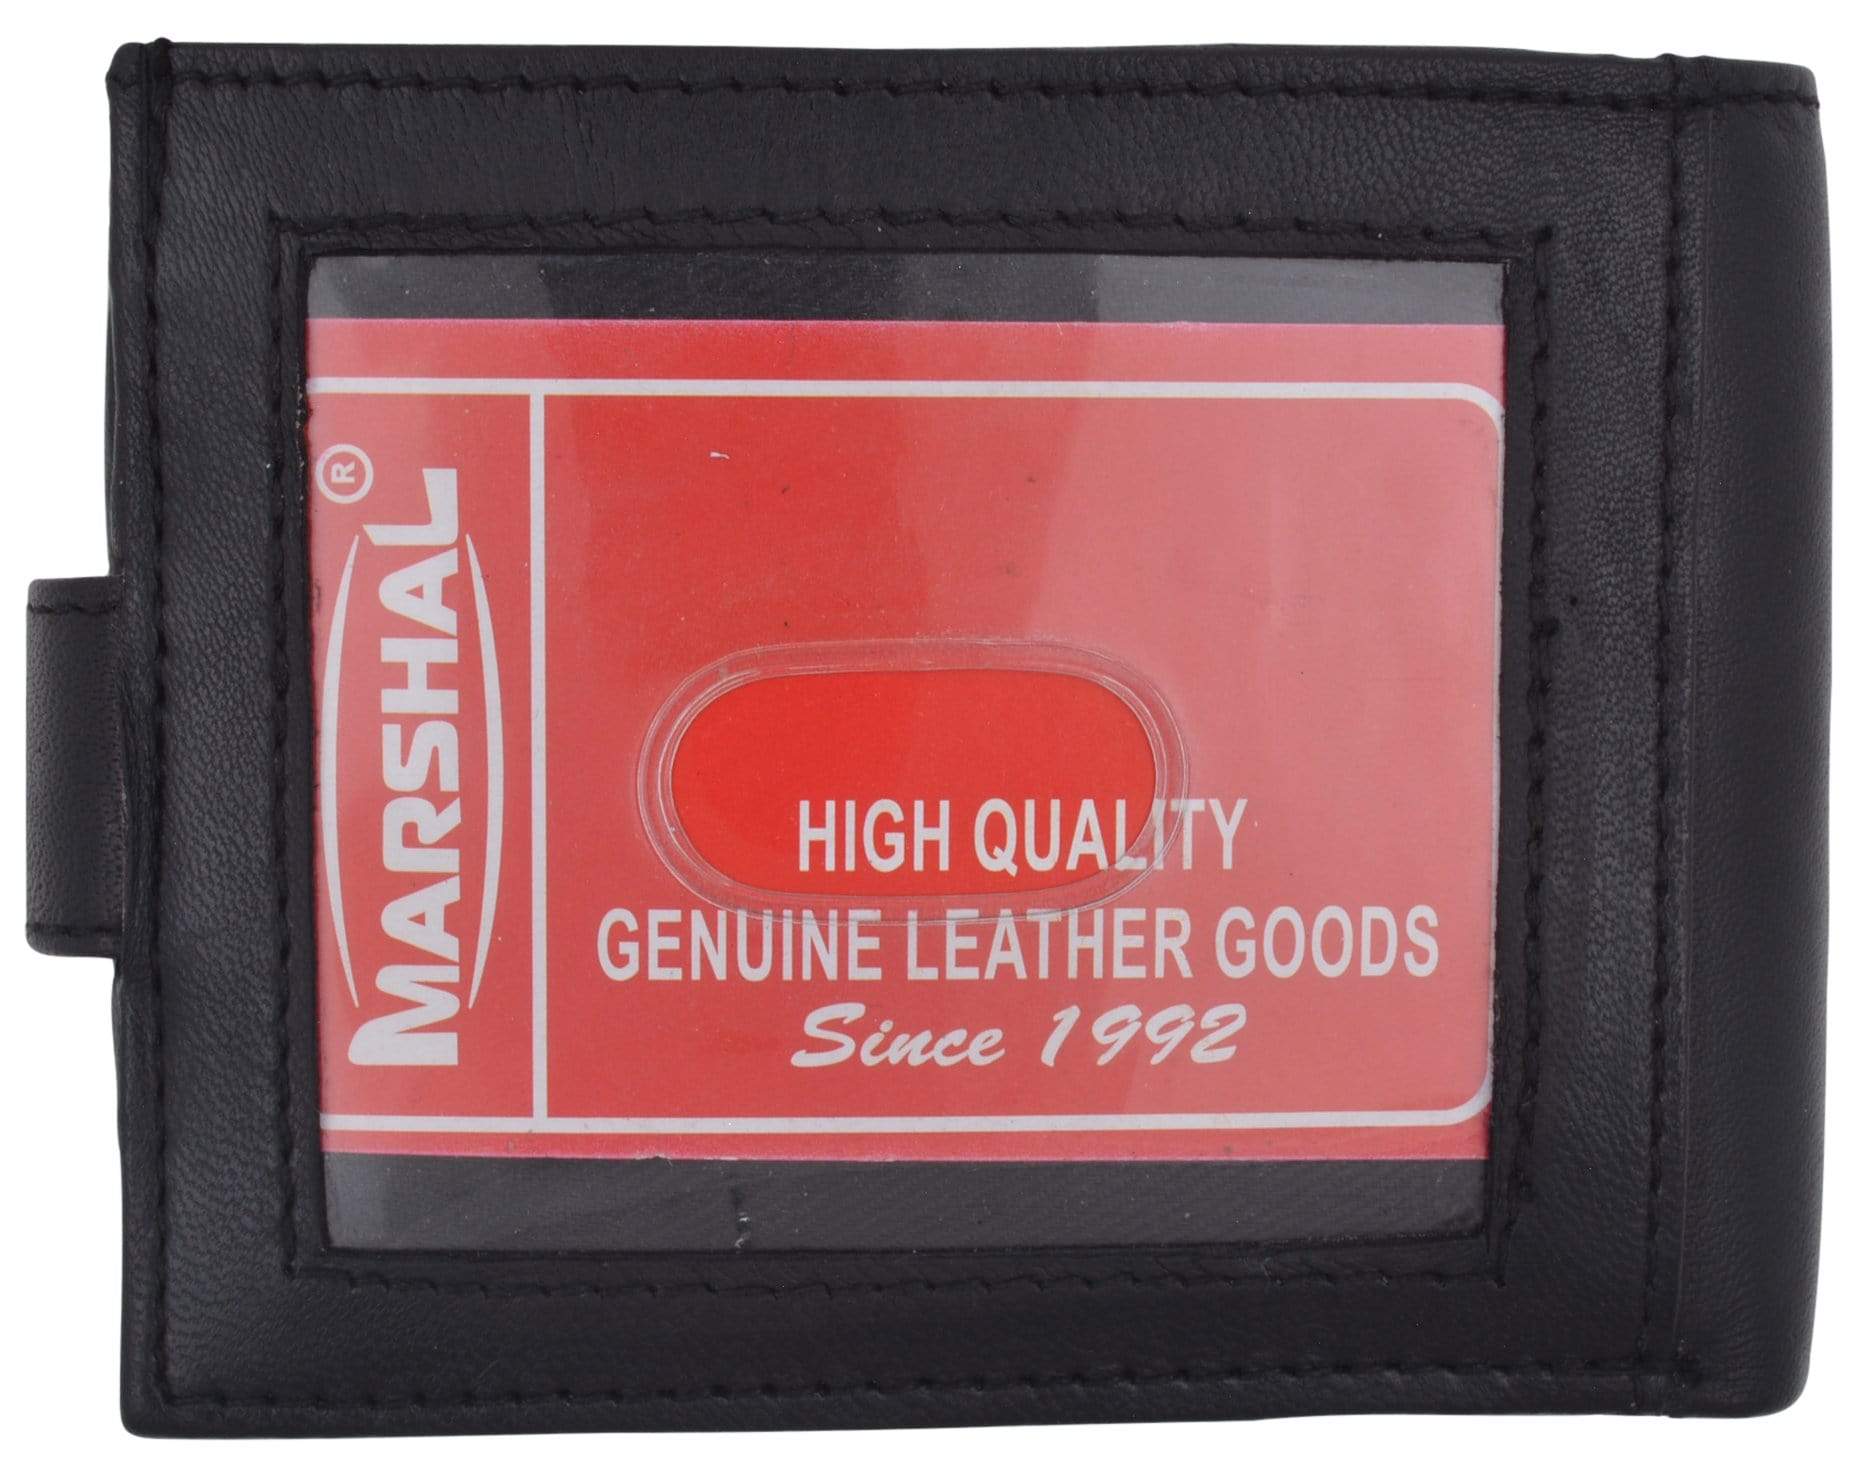 MARSHAL®
HIGH QUALITY
GENUINE LEATHER GOODS
Since 1992